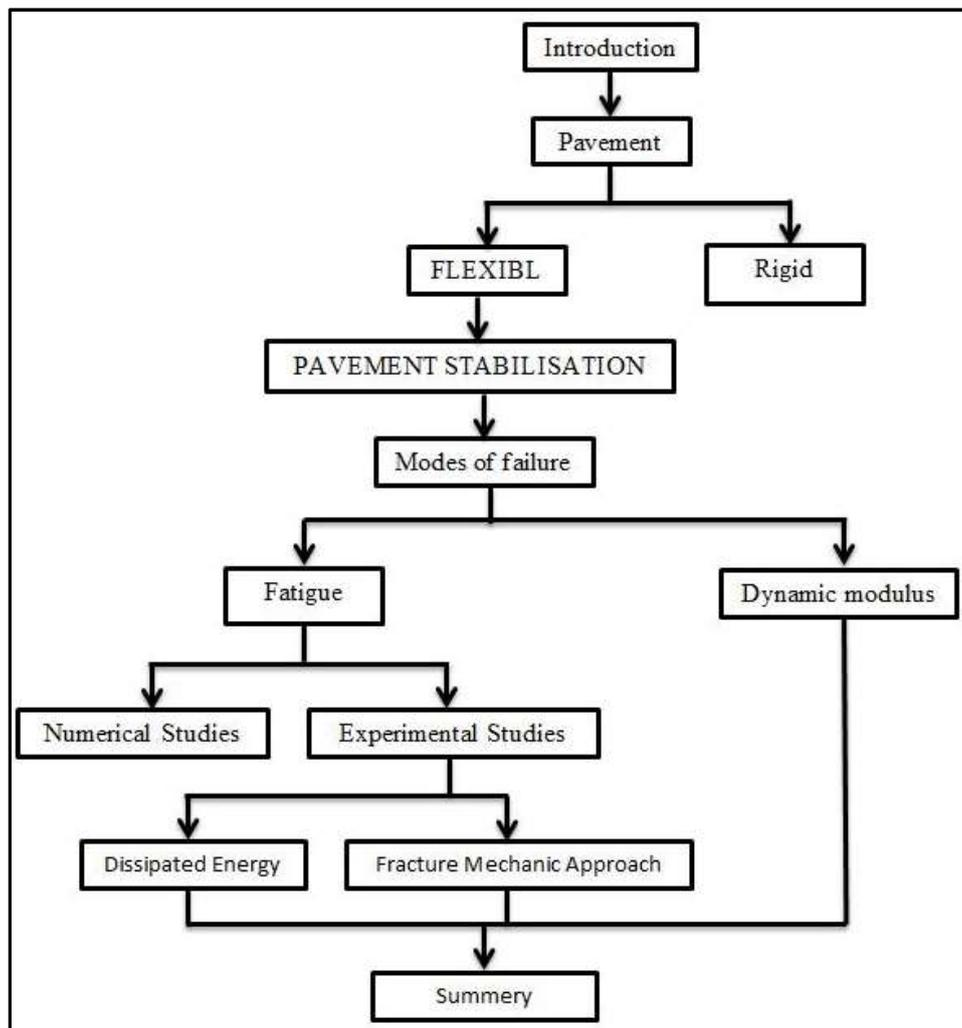 Introduction
Pavement
FLEXIBL
Rigid
PAVEMENT STABILISATION
Modes of failure
Fatigue
Dynamic modulus
Numerical Studies
Experimental Studies
Dissipated Energy
Fracture Mechanic Approach
Summery